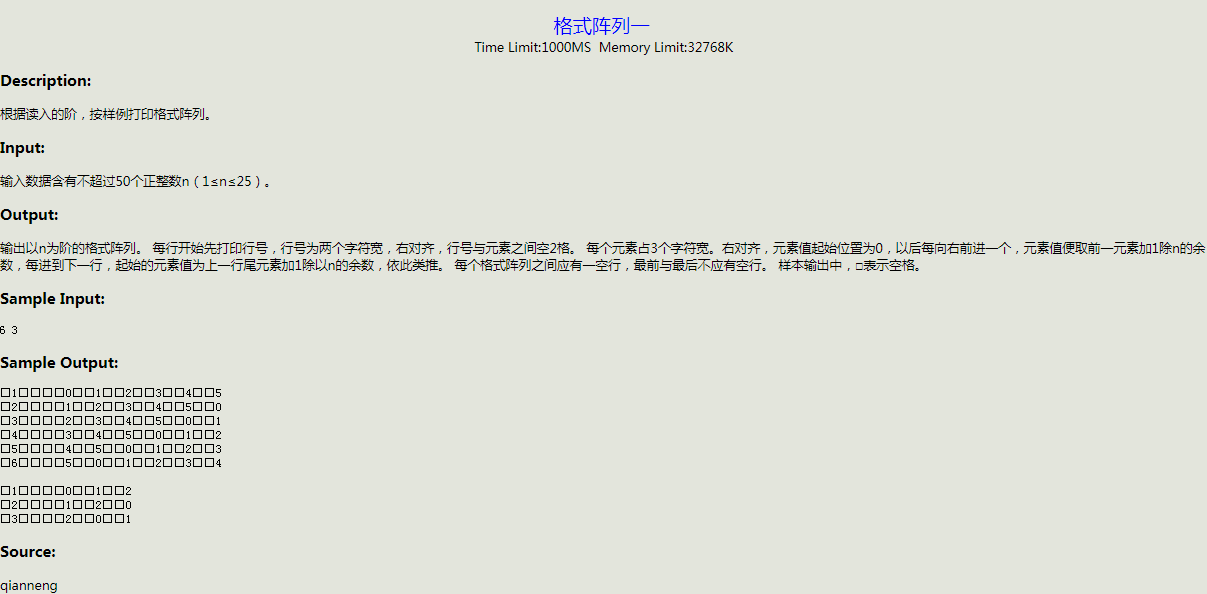 格式阵列一
Time Limit:1000MS  Memory Limit:32768K
Description:
根据读入的阶，按样例打印格式阵列。
Input:
输入数据含有不超过50个正整数n（1≤n≤25）。
Output:
输出以n为阶的格式阵列。 每行开始先打印行号，行号为两个字符宽，右对齐，行号与元素之间空2格。 每个元素占3个字符宽。右对齐，元素值起始位置为0，以后每向右前进一个，元素值便取前一元素加1除n的余
数，每进到下一行，起始的元素值为上一行尾元素加1除以n的余数，依此类推。 每个格式阵列之间应有一空行，最前与最后不应有空行。 样本输出中，□表示空格。
Sample Input:
6 3
Sample Output:
□1□□□□0□□1□□2□□3□□4□□5
□2□□□□1□□2□□3□□4□□5□□0
□3□□□□2□□3□□4□□5□□0□□1
□4□□□□3□□4□□5□□0□□1□□2
□5□□□□4□□5□□0□□1□□2□□3
□6□□□□5□□0□□1□□2□□3□□4
□1□□□□0□□1□□2
□2□□□□1□□2□□0
□3□□□□2□□0□□1
Source:
qianneng